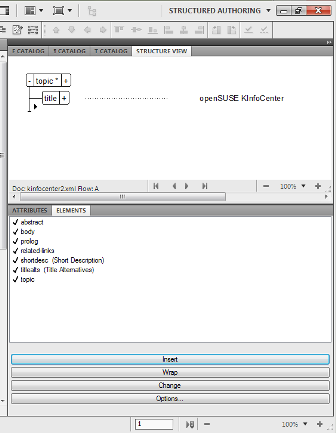 STRUCTURED AUTHORING
E CATALOG T CATALOG STRUCTURE VIEW
- topic * +
title + openSUSE KInfoCenter
Doc: kinfocenter2.xml Row: A 100%
ATTRIBUTES ELEMENTS
abstract
body
prolog
related-links
shortdesc (Short Description)
titlealts (Title Alternatives)
topic
Insert
Wrap
Change
Options...
1 100%